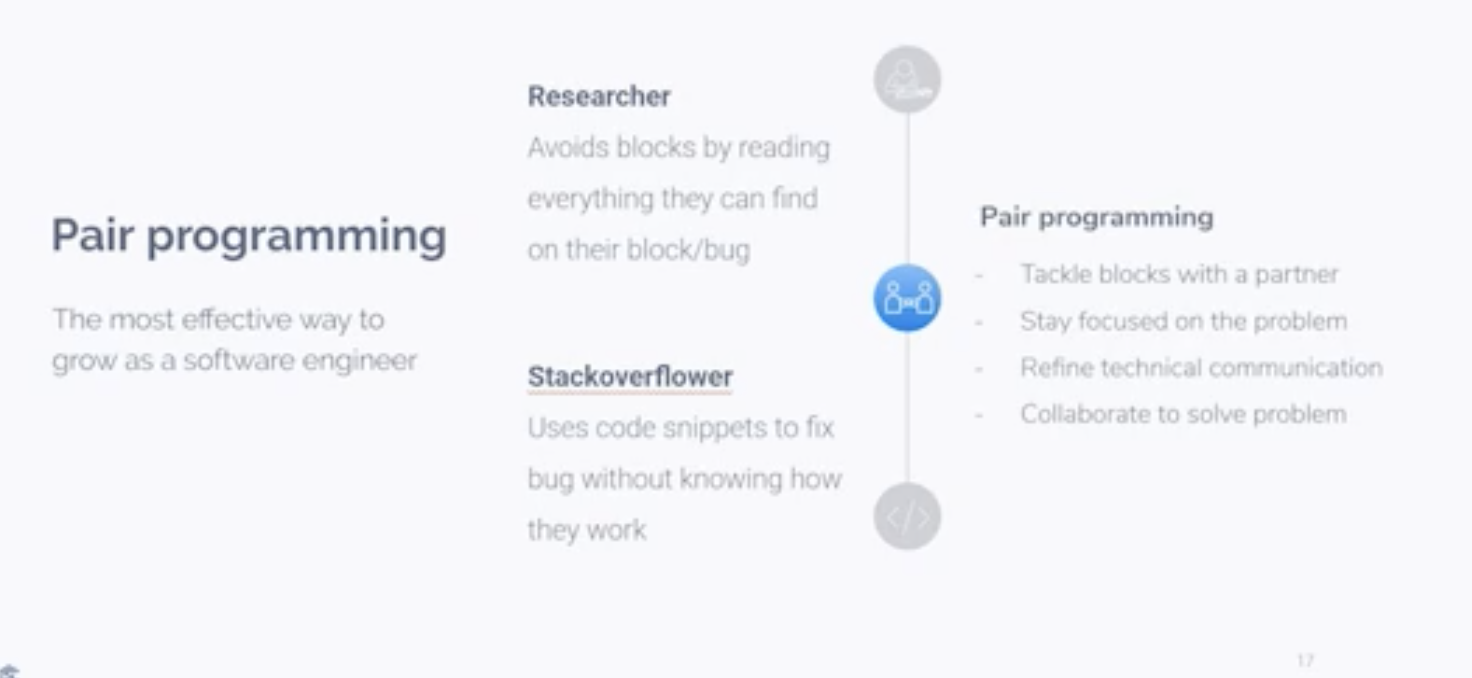 Pair programming
The most effective way to
grow as a software engineer
Researcher
Avoids blocks by reading
everything they can find
on their block/bug
Stackoverflower
Uses code snippets to fix
bug without knowing how
they work
</>
Pair programming
- Tackle blocks with a partner
- Stay focused on the problem
- Refine technical communication
- Collaborate to solve problem
17